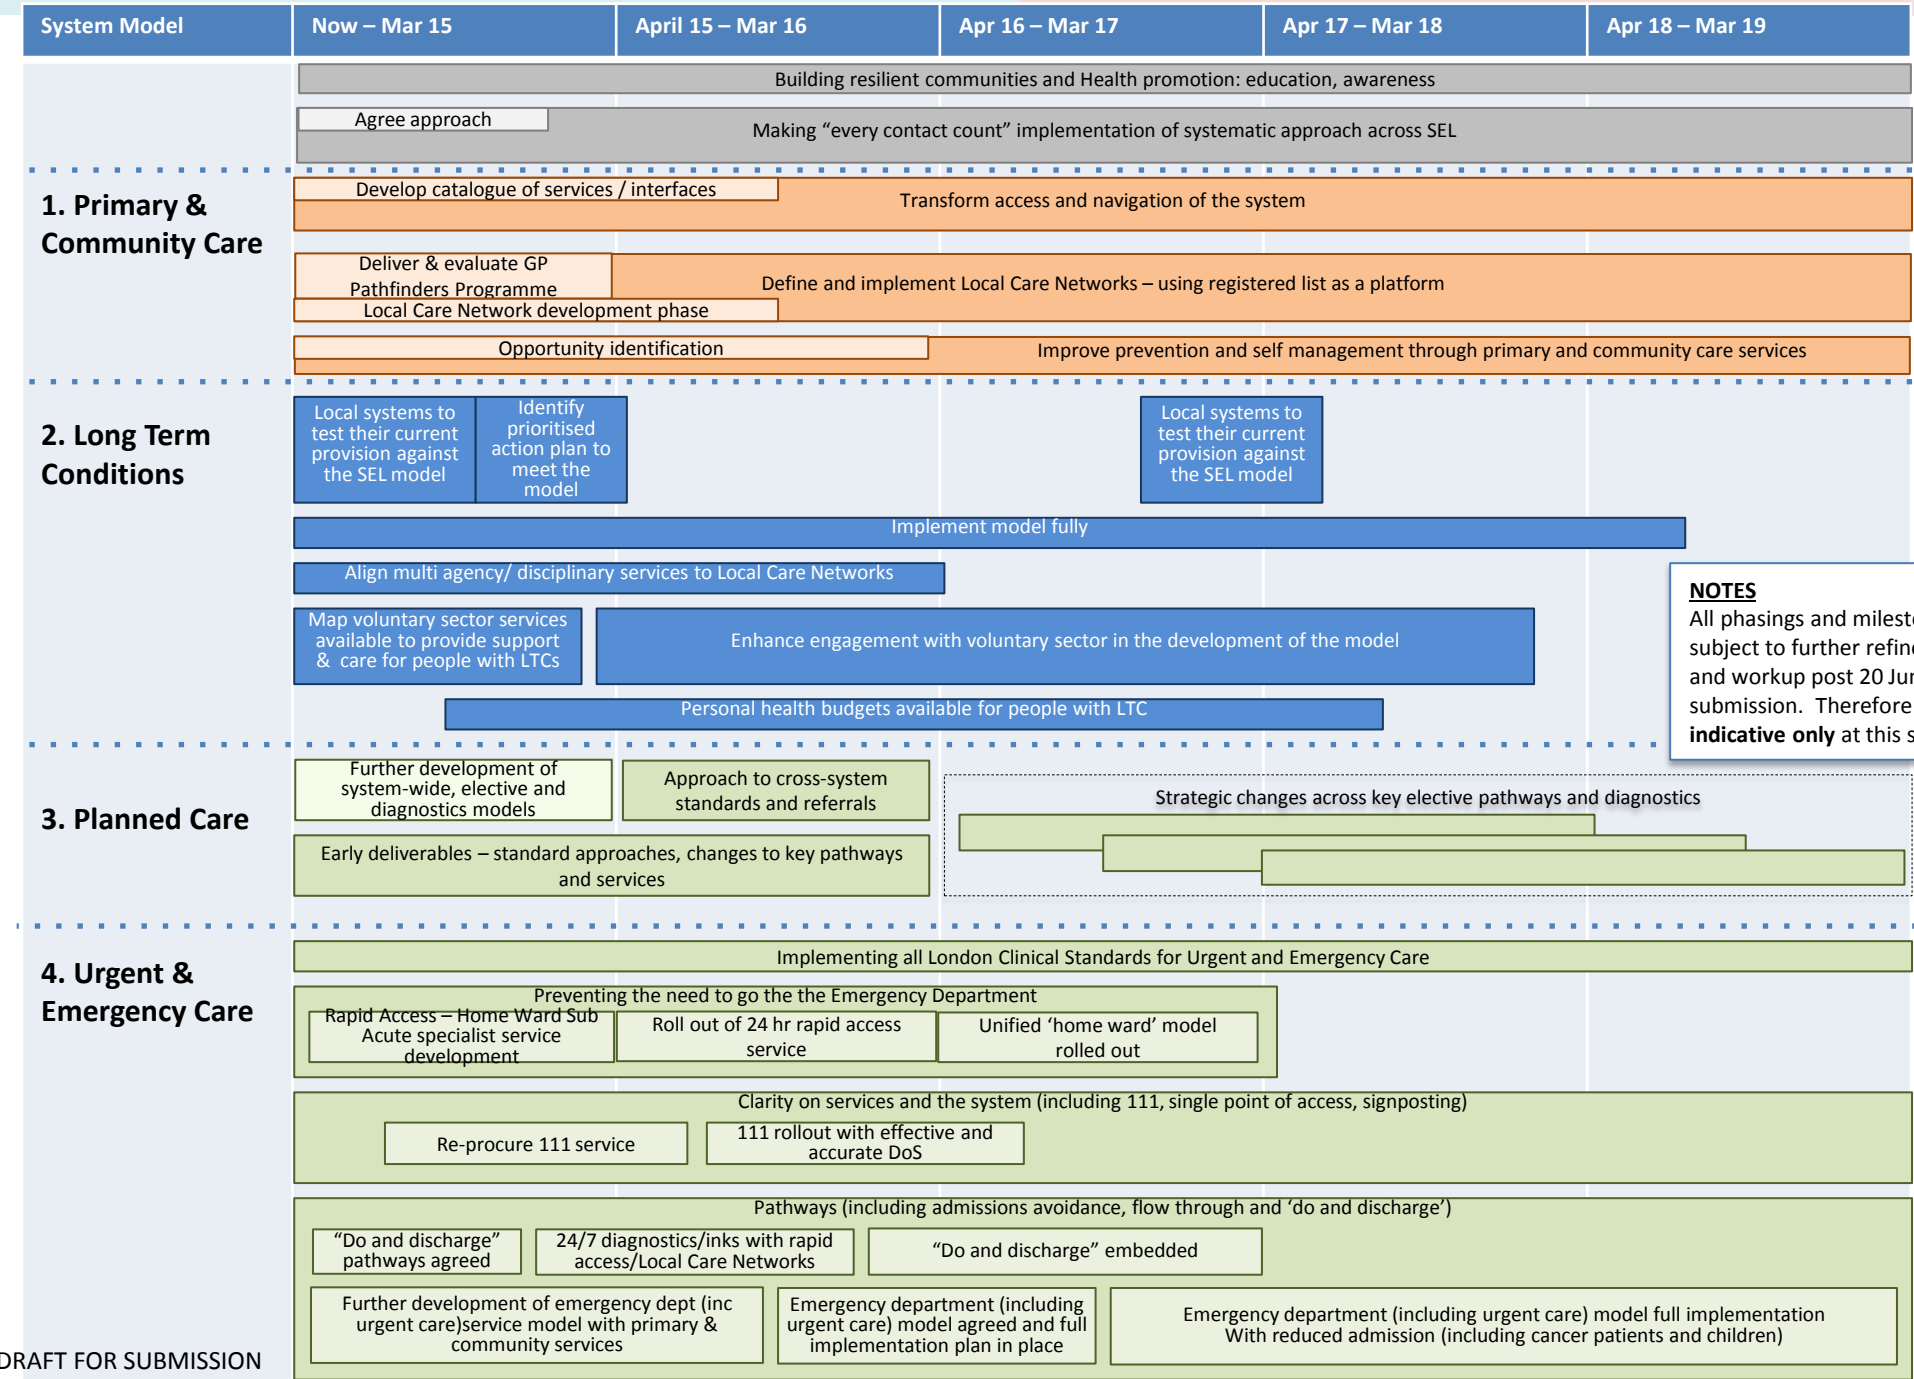 System Model
Now – Mar 15
April 15 – Mar 16
Apr 16 – Mar 17
Apr 17 – Mar 18
Apr 18 – Mar 19
Building resilient communities and Health promotion: education, awareness
Agree approach
Making “every contact count” implementation of systematic approach across SEL
1. Primary &
Community Care
Develop catalogue of services / interfaces
Transform access and navigation of the system
Deliver & evaluate GP
Pathfinders Programme
Define and implement Local Care Networks – using registered list as a platform
Local Care Network development phase
Opportunity identification
Improve prevention and self management through primary and community care services
2. Long Term
Conditions
Local systems to
test their current
provision against
the SEL model
Identify
prioritised
action plan to
meet the
model
Local systems to
test their current
provision against
the SEL model
Implement model fully
Align multi agency/ disciplinary services to Local Care Networks
Map voluntary sector services
available to provide support
& care for people with LTCs
Enhance engagement with voluntary sector in the development of the model
Personal health budgets available for people with LTC
NOTES
All phasings and
subject to further
and workup post 20
submission. Therefore
indicative only at this
3. Planned Care
Further development of
system-wide, elective and
diagnostics models
Approach to cross-system
standards and referrals
Strategic changes across key elective pathways and diagnostics
Early deliverables – standard approaches, changes to key pathways
and services
4. Urgent &
Emergency Care
Implementing all London Clinical Standards for Urgent and Emergency Care
Preventing the need to go the the Emergency Department
Rapid Access – Home Ward Sub
Acute specialist service
development
Roll out of 24 hr rapid access
service
Unified ‘home ward’ model
rolled out
Clarity on services and the system (including 111, single point of access, signposting)
Re-procure 111 service
111 rollout with effective and
accurate DoS
Pathways (including admissions avoidance, flow through and ‘do and discharge’)
“Do and discharge”
pathways agreed
24/7 diagnostics/inks with rapid
access/Local Care Networks
“Do and discharge” embedded
Further development of emergency dept (inc
urgent care)service model with primary &
community services
Emergency department (including
urgent care) model agreed and full
implementation plan in place
Emergency department (including urgent care) model full implementation
With reduced admission (including cancer patients and children)
DRAFT FOR SUBMISSION